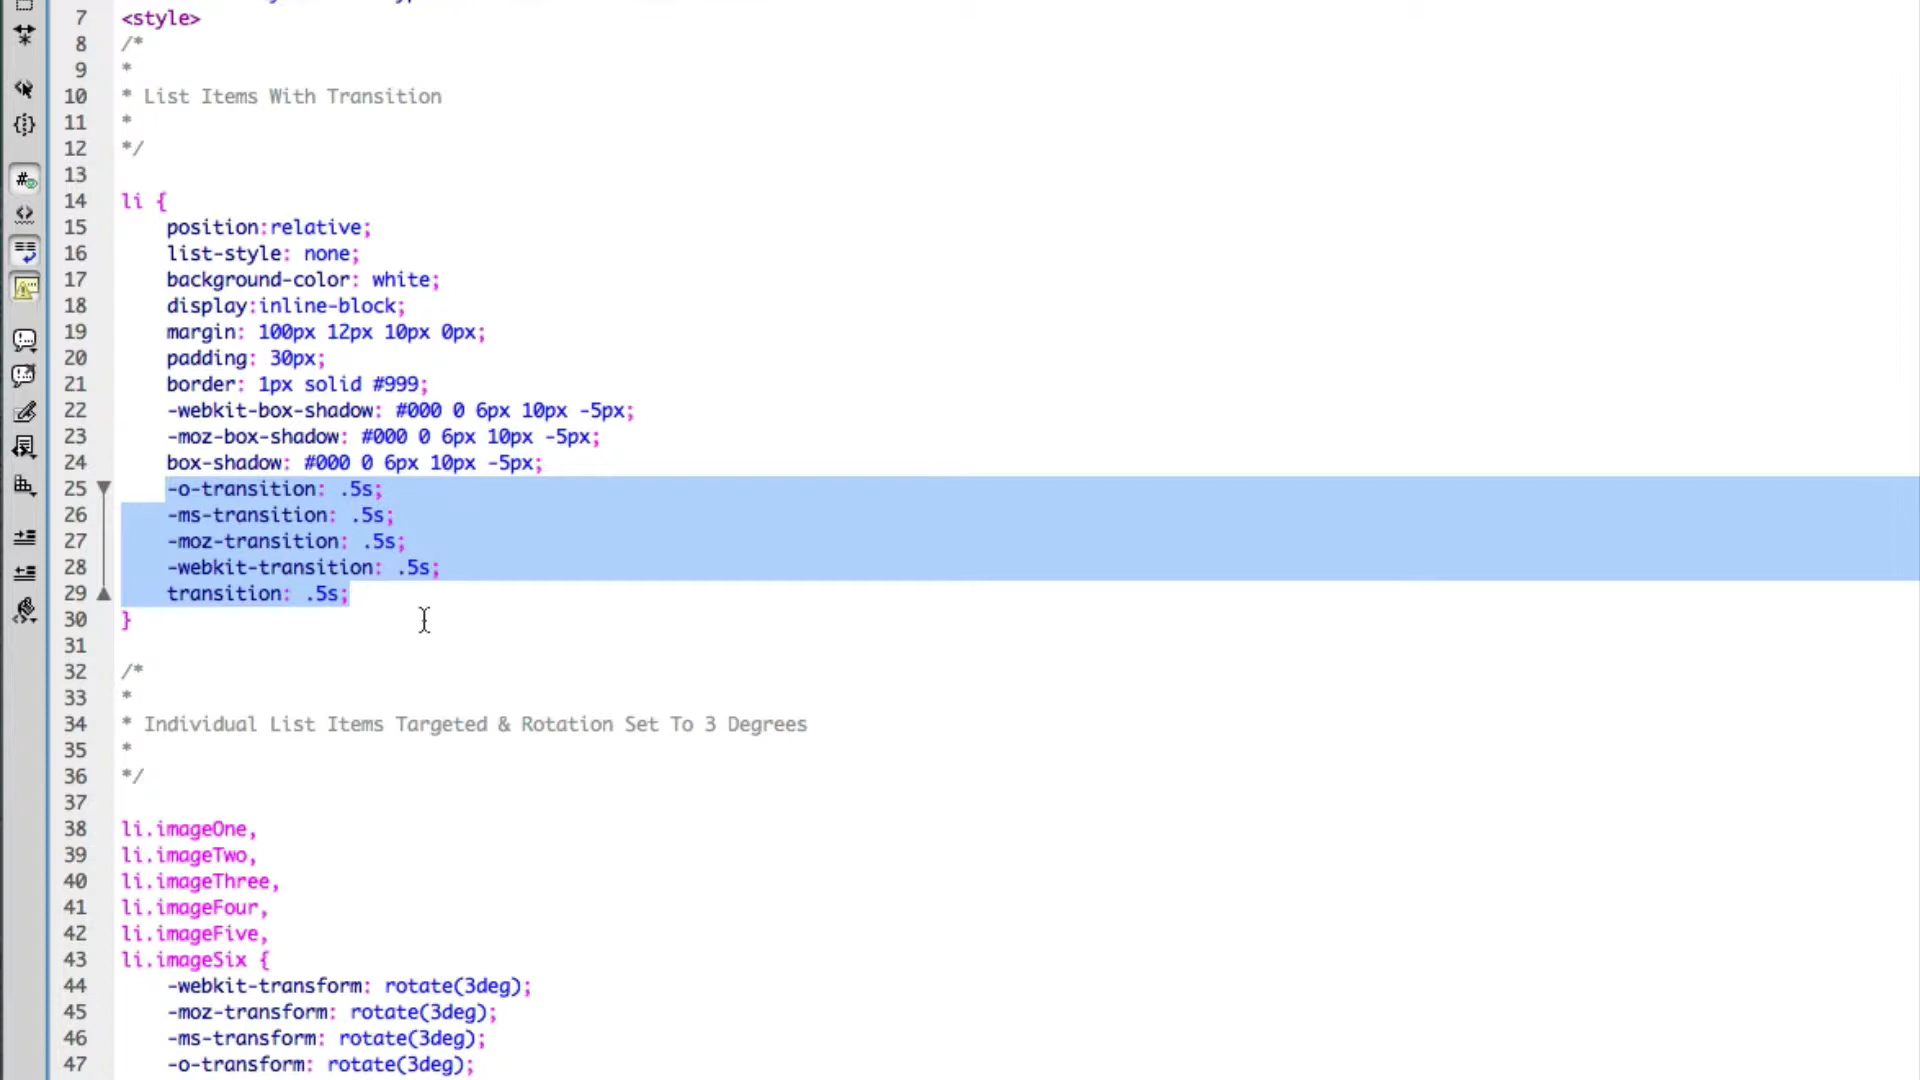 7 <style>
8 /*
9 *
10 * List Items With Transition
11 *
12 */
13
14 li {
15 position:relative;
16 list-style: none;
17 background-color: white;
18 display:inline-block;
19 margin: 100px 12px 10px 0px;
20 padding: 30px;
21 border: 1px solid #999;
22 -webkit-box-shadow: #000 0 6px 10px -5px;
23 -moz-box-shadow: #000 0 6px 10px -5px;
24 box-shadow: #000 0 6px 10px -5px;
25 -o-transition: .5s;
26 -ms-transition: .5s;
27 -moz-transition: .5s;
28 -webkit-transition: .5s;
29 transition: .5s;
30 }
31
32 /*
33 *
34 * Individual List Items Targeted & Rotation Set To 3 Degrees
35 *
36 */
37
38 li.imageOne,
39 li.imageTwo,
40 li.imageThree,
41 li.imageFour,
42 li.imageFive,
43 li.imageSix {
44 -webkit-transform: rotate(3deg);
45 -moz-transform: rotate(3deg);
46 -ms-transform: rotate(3deg);
47 -o-transform: rotate(3deg);